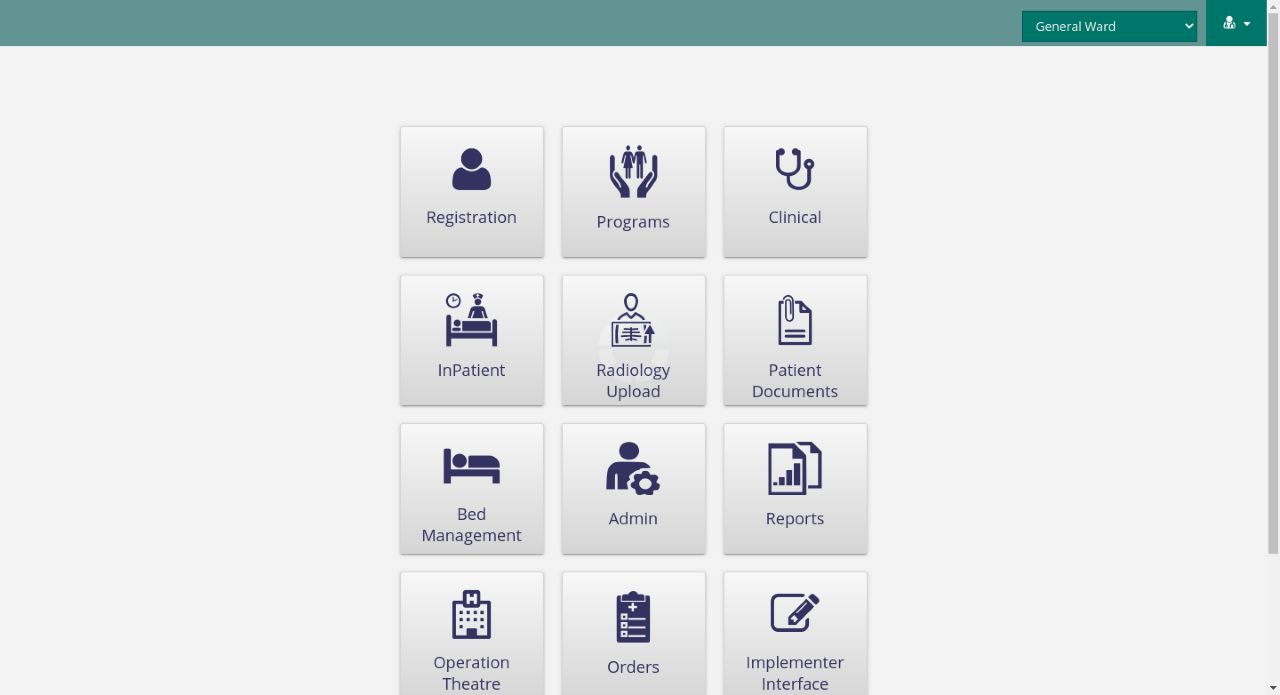 General Ward
Registration
Programs
Clinical
InPatient
Radiology
Upload
Patient
Documents
Bed
Management
Admin
Reports
Operation
Theatre
Orders
Implementer
Interface